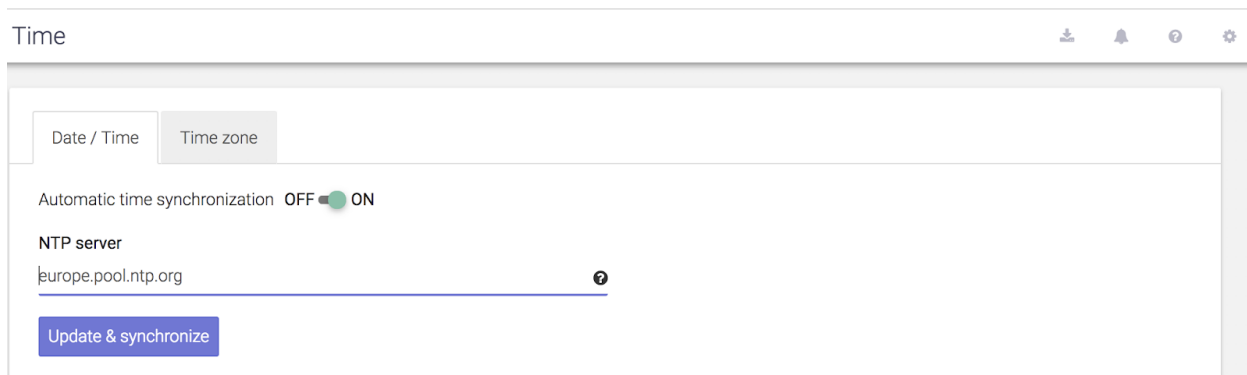 Time
Date / Time Time zone
Automatic time synchronization OFF ON
NTP server
europe.pool.ntp.org
Update & synchronize